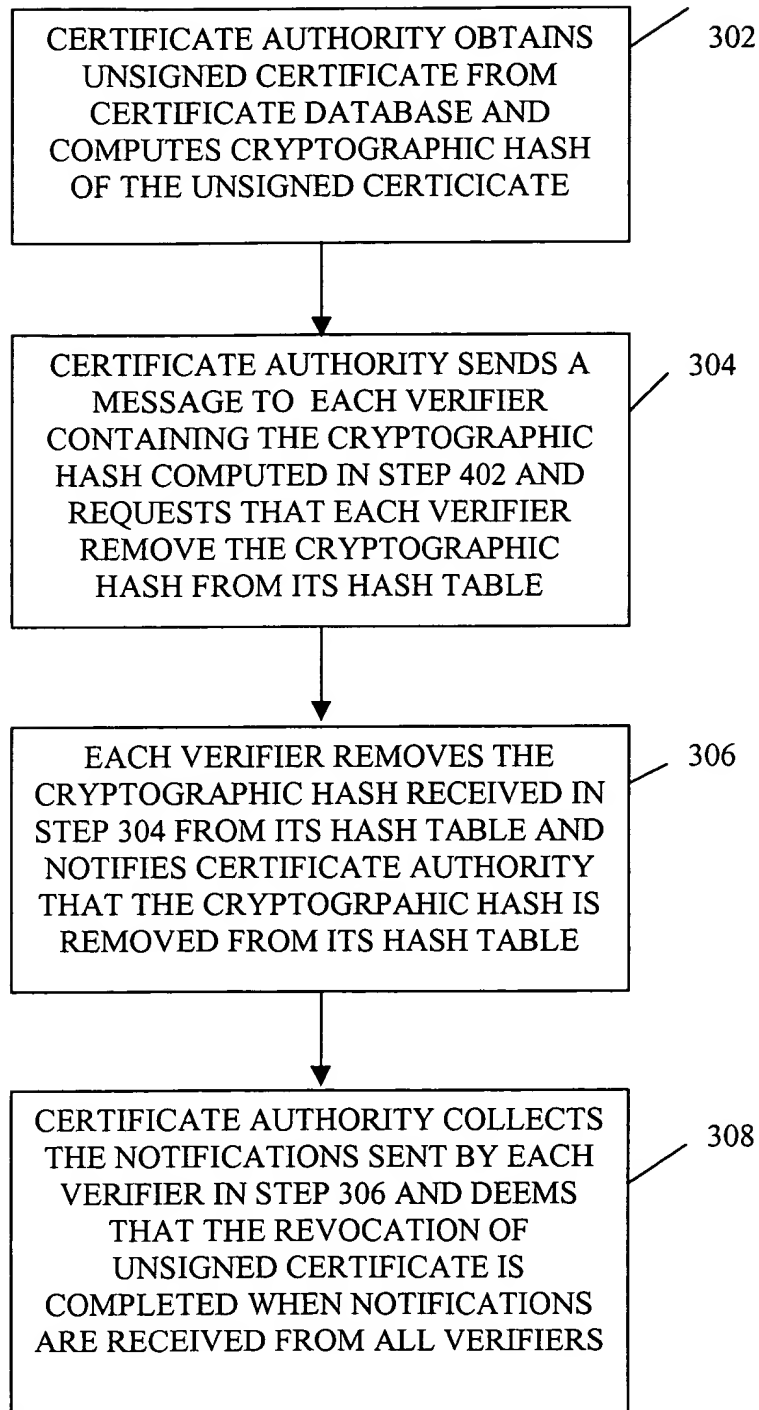 CERTIFICATE AUTHORITY OBTAINS
UNSIGNED CERTIFICATE FROM
CERTIFICATE DATABASE AND
COMPUTES CRYPTOGRAPHIC HASH
OF THE UNSIGNED CERTICICATE
302
CERTIFICATE AUTHORITY SENDS A
MESSAGE TO EACH VERIFIER
CONTAINING THE CRYPTOGRAPHIC
HASH COMPUTED IN STEP 402 AND
REQUESTS THAT EACH VERIFIER
REMOVE THE CRYPTOGRAPHIC
HASH FROM ITS HASH TABLE
304
EACH VERIFIER REMOVES THE
CRYPTOGRAPHIC HASH RECEIVED IN
STEP 304 FROM ITS HASH TABLE AND
NOTIFIES CERTIFICATE AUTHORITY
THAT THE CRYPTOGRPAHIC HASH IS
REMOVED FROM ITS HASH TABLE
306
CERTIFICATE AUTHORITY COLLECTS
THE NOTIFICATIONS SENT BY EACH
VERIFIER IN STEP 306 AND DEEMS
THAT THE REVOCATION OF
UNSIGNED CERTIFICATE IS
COMPLETED WHEN NOTIFICATIONS
ARE RECEIVED FROM ALL VERIFIERS
308